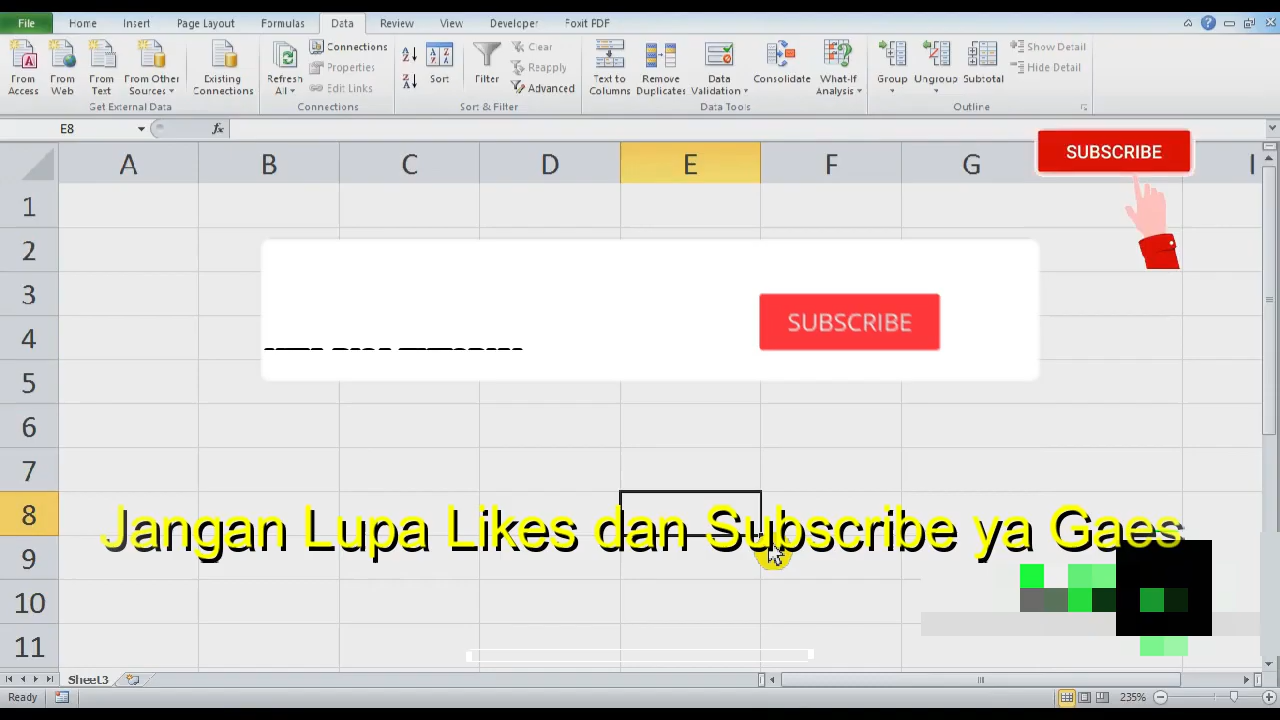 File Home Insert Page Layout Formulas Data Review View Developer Foxit PDF
From Access
From Web
From Text
From Other Sources
Existing Connections
Get External Data
Refresh All
Connections
Properties
Edit Links
Connections
Sort
Filter
Clear
Reapply
Advanced
Sort & Filter
Text to Columns
Remove Duplicates
Data Validation
Consolidate
What-If Analysis
Data Tools
Group
Ungroup
Subtotal
Show Detail
Hide Detail
Outline
E8 fx
A B C D E F G I
SUBSCRIBE
1
2
3
SUBSCRIBE
4
5
6
7
8
Jangan Lupa Likes dan Subscribe ya Gaes
9
10
11
Sheet3
Ready 235%